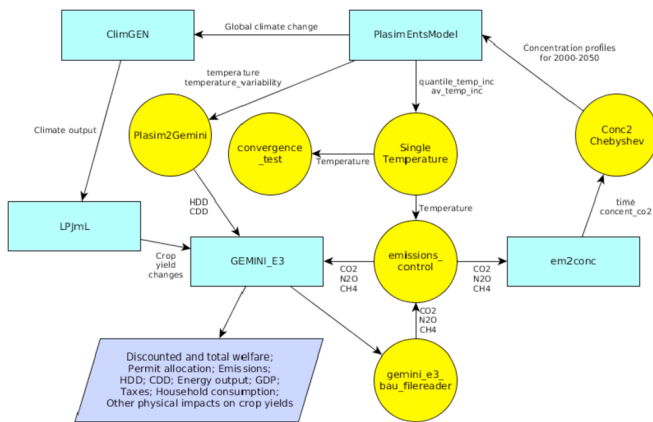 ClimGEN
Global climate change
PlasimEntsModel
Concentration profiles
for 2000-2050
temperature
temperature_variability
quantile_temp_inc
av_temp_inc
Climate output
Plasim2Gemini
convergence
_test
Temperature
Single
Temperature
Conc2
Chebyshev
HDD
CDD
Temperature
time
concent_co2
LPJmL
Crop
yield
changes
GEMINI_E3
CO2
N2O
CH4
emissions_
control
CO2
N2O
CH4
em2conc
CO2
N2O
CH4
gemini_e3_
bau_filereader
Discounted and total welfare;
Permit allocation; Emissions;
HDD; CDD; Energy output; GDP;
Taxes; Household consumption;
Other physical impacts on crop yields